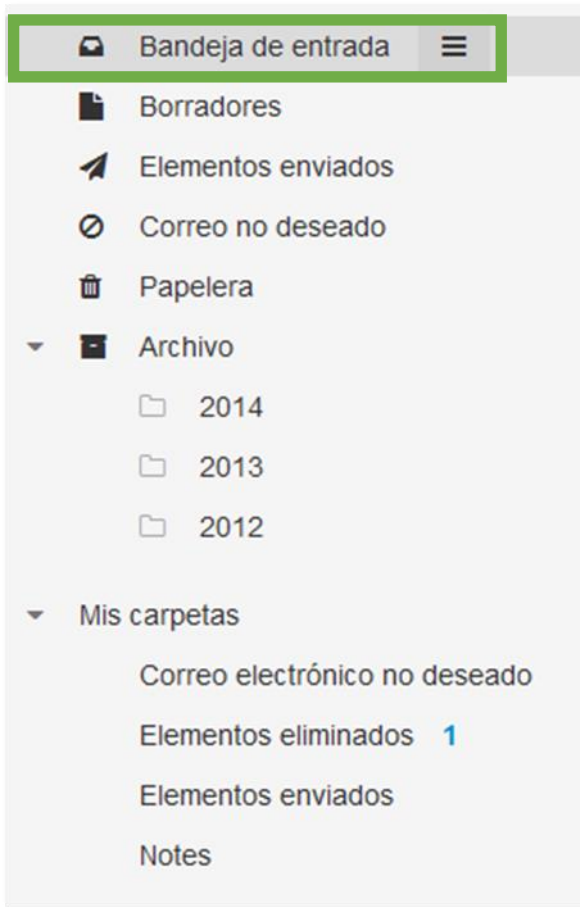 Bandeja de entrada
Borradores
Elementos enviados
Correo no deseado
Papelera
Archivo
2014
2013
2012
Mis carpetas
Correo electrónico no deseado
Elementos eliminados 1
Elementos enviados
Notes